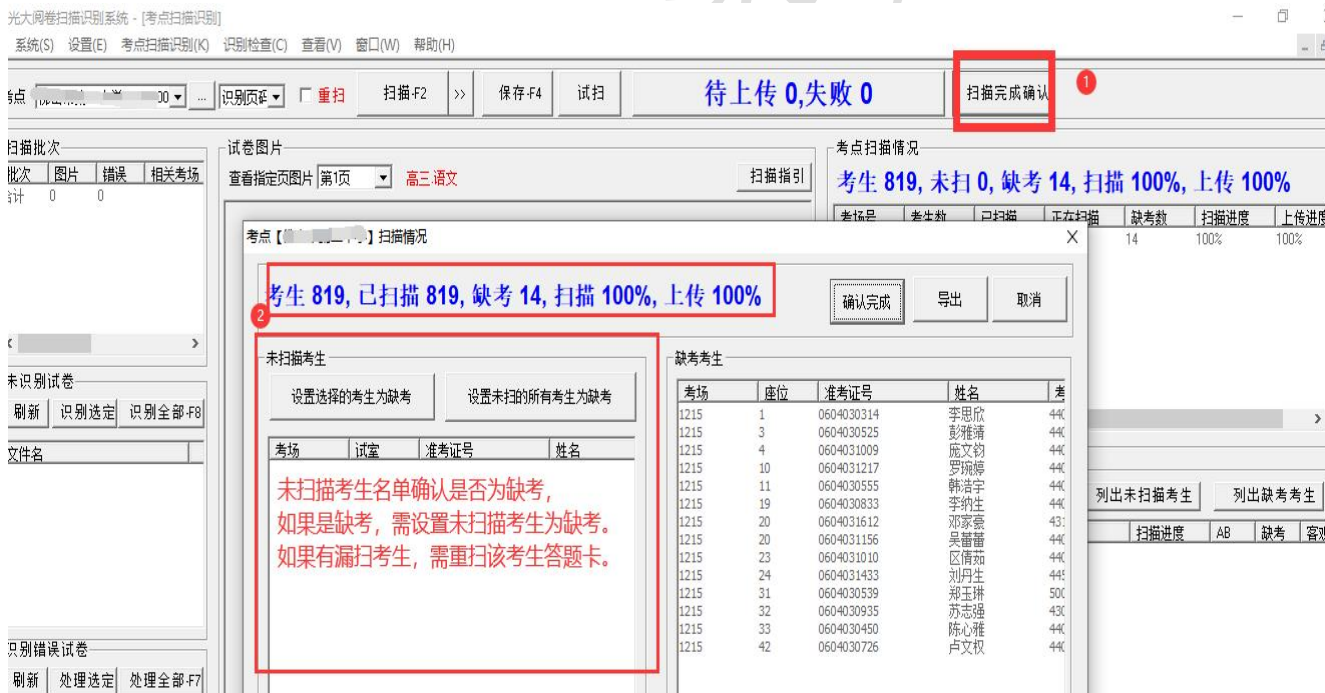 光大阅卷扫描识别系统 - [考点扫描识别]
系统(S) 设置(E) 考点扫描识别(K) 识别检查(C) 查看(V) 窗口(W) 帮助(H)
00 ... 识别页码 重扫 扫描-F2 >> 保存-F4 试扫 待上传 0,失败 0 扫描完成确认 1
扫描批次 试卷图片 考点扫描情况
批次 图片 错误 相关考场 查看指定页图片 第1页 高三.语文 扫描指引 考生 819, 未扫 0, 缺考 14, 扫描 100%, 上传 100%
合计 0 0
考场号 考生数 已扫描 正在扫描 缺考数 扫描进度 上传进度
14 100% 100%
考点【 】扫描情况 X
考生 819, 已扫描 819, 缺考 14, 扫描 100%, 上传 100% 确认完成 导出 取消
2
未扫描考生 缺考考生
设置选择的考生为缺考 设置未扫的所有考生为缺考
考场 试室 准考证号 姓名
未扫描考生名单确认是否为缺考，
如果是缺考，需设置未扫描考生为缺考。
如果有漏扫考生，需重扫该考生答题卡。
考场 座位 准考证号 姓名 考
1215 1 0604030314 李思欣 440
1215 3 0604030525 彭雅靖 440
1215 4 0604031009 庞文钧 440
1215 10 0604031217 罗琬婷 440
1215 11 0604030555 韩浩宇 440
1215 19 0604030833 李纳生 440
1215 20 0604031612 邓家豪 431
1215 20 0604031156 吴蕾蕾 440
1215 23 0604031010 区倩茹 440
1215 24 0604031433 刘丹生 445
1215 31 0604030539 郑玉琳 500
1215 32 0604030935 苏志强 430
1215 33 0604030450 陈心雅 440
1215 42 0604030726 卢文权 440
未识别试卷
刷新 识别选定 识别全部-F8
文件名
列出未扫描考生 列出缺考考生
扫描进度 AB 缺考 客观
识别错误试卷
刷新 处理选定 处理全部-F7